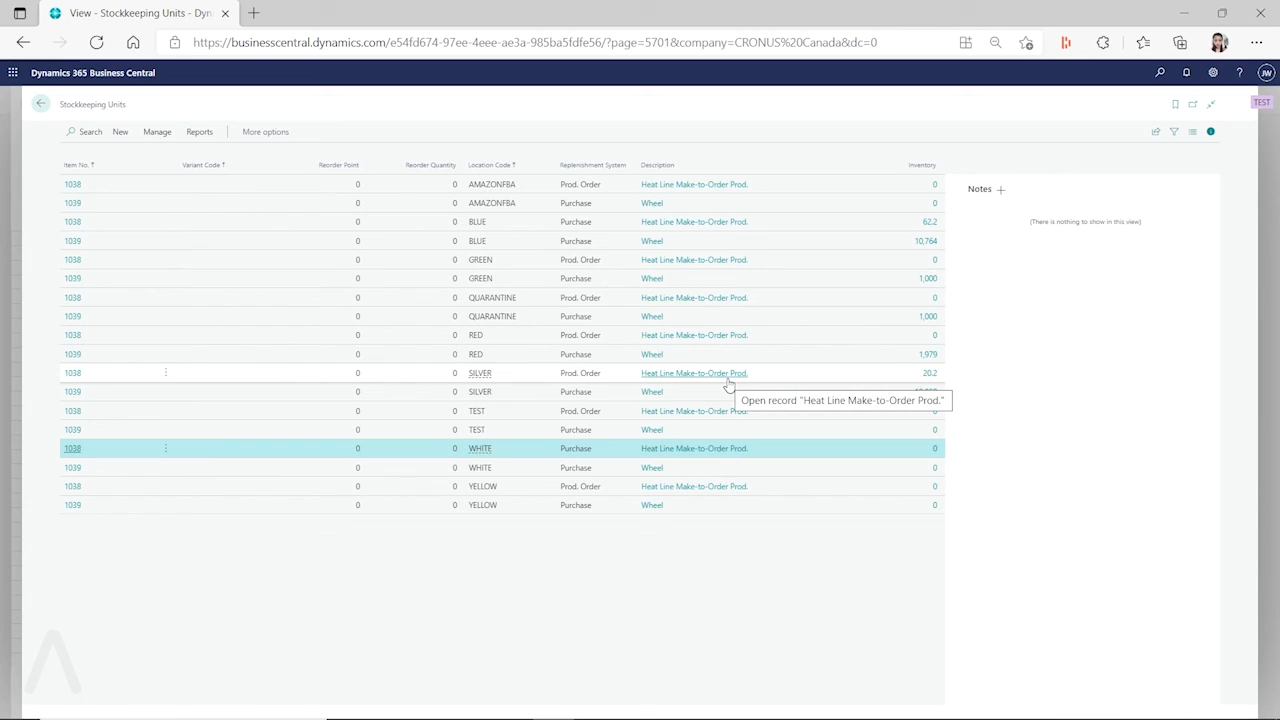 View - Stockkeeping Units - Dyn
https://businesscentral.dynamics.com/e54fd674-97ee-4eee-ae3a-985ba5fdfe56/?page=5701&company=CRONUS%20Canada&dc=0
Dynamics 365 Business Central
JW
Stockkeeping Units
TEST
Search New Manage Reports More options
Item No. Variant Code Reorder Point Reorder Quantity Location Code Replenishment System Description Inventory
1038 0 0 AMAZONFBA Prod. Order Heat Line Make-to-Order Prod. 0
Notes
1039 0 0 AMAZONFBA Purchase Wheel 0
1038 0 0 BLUE Prod. Order Heat Line Make-to-Order Prod. 62.2
(There is nothing to show in this view)
1039 0 0 BLUE Purchase Wheel 10,764
1038 0 0 GREEN Prod. Order Heat Line Make-to-Order Prod. 0
1039 0 0 GREEN Purchase Wheel 1,000
1038 0 0 QUARANTINE Prod. Order Heat Line Make-to-Order Prod. 0
1039 0 0 QUARANTINE Purchase Wheel 1,000
1038 0 0 RED Prod. Order Heat Line Make-to-Order Prod. 0
1039 0 0 RED Purchase Wheel 1,979
1038 0 0 SILVER Prod. Order Heat Line Make-to-Order Prod. 20.2
1039 0 0 SILVER Purchase Wheel
Open record "Heat Line Make-to-Order Prod."
1038 0 0 TEST Prod. Order Heat Line Make-to-Order Prod. 0
1039 0 0 TEST Purchase Wheel 0
1038 0 0 WHITE Purchase Heat Line Make-to-Order Prod. 0
1039 0 0 WHITE Purchase Wheel 0
1038 0 0 YELLOW Prod. Order Heat Line Make-to-Order Prod. 0
1039 0 0 YELLOW Purchase Wheel 0